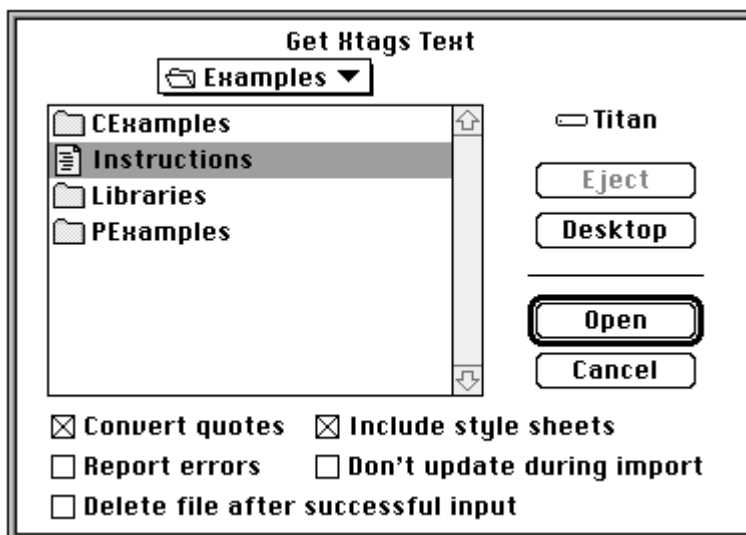 Get Xtags Text
Examples
CExamples
Instructions
Libraries
PExamples
Titan
Eject
Desktop
Open
Cancel
Convert quotes
Include style sheets
Report errors
Don't update during import
Delete file after successful input